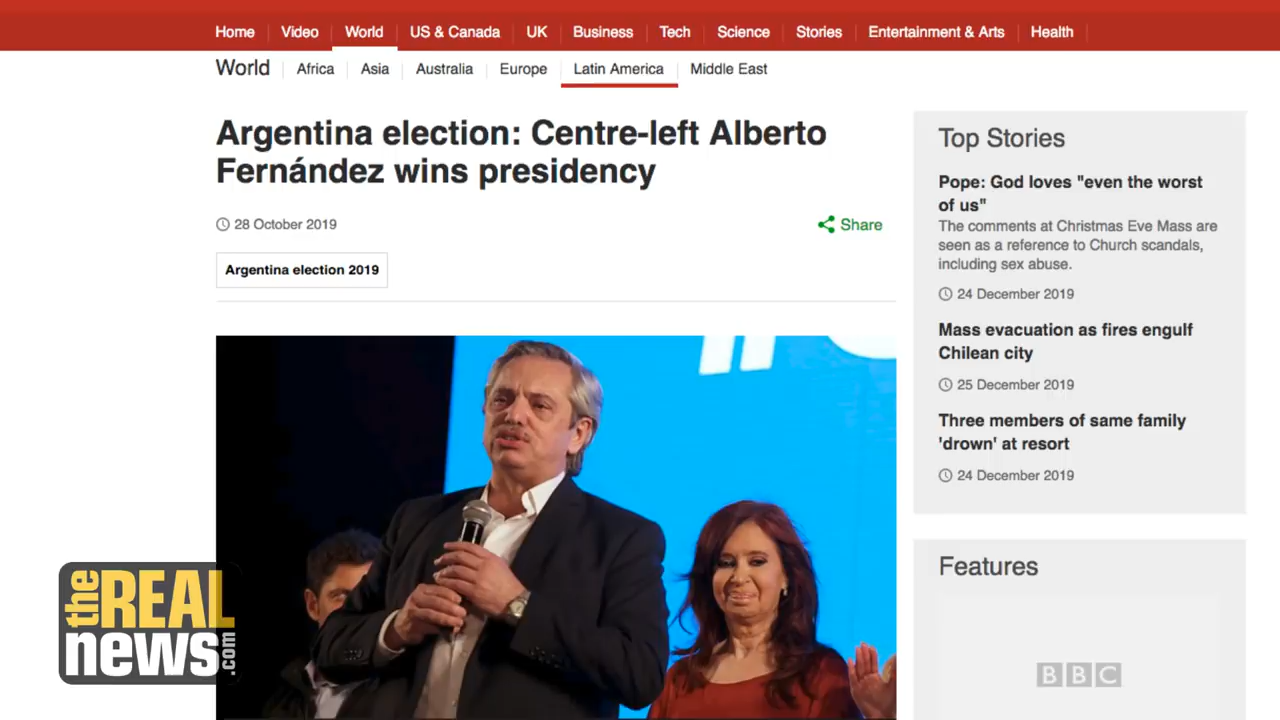 Home Video World US & Canada UK Business Tech Science Stories Entertainment & Arts Health
World Africa Asia Australia Europe Latin America Middle East
Argentina election: Centre-left Alberto
Fernández wins presidency
28 October 2019
Share
Argentina election 2019
Top Stories
Pope: God loves "even the worst
of us"
The comments at Christmas Eve Mass are
seen as a reference to Church scandals,
including sex abuse.
24 December 2019
Mass evacuation as fires engulf
Chilean city
25 December 2019
Three members of same family
'drown' at resort
24 December 2019
Features
BBC
the REAL
news.com